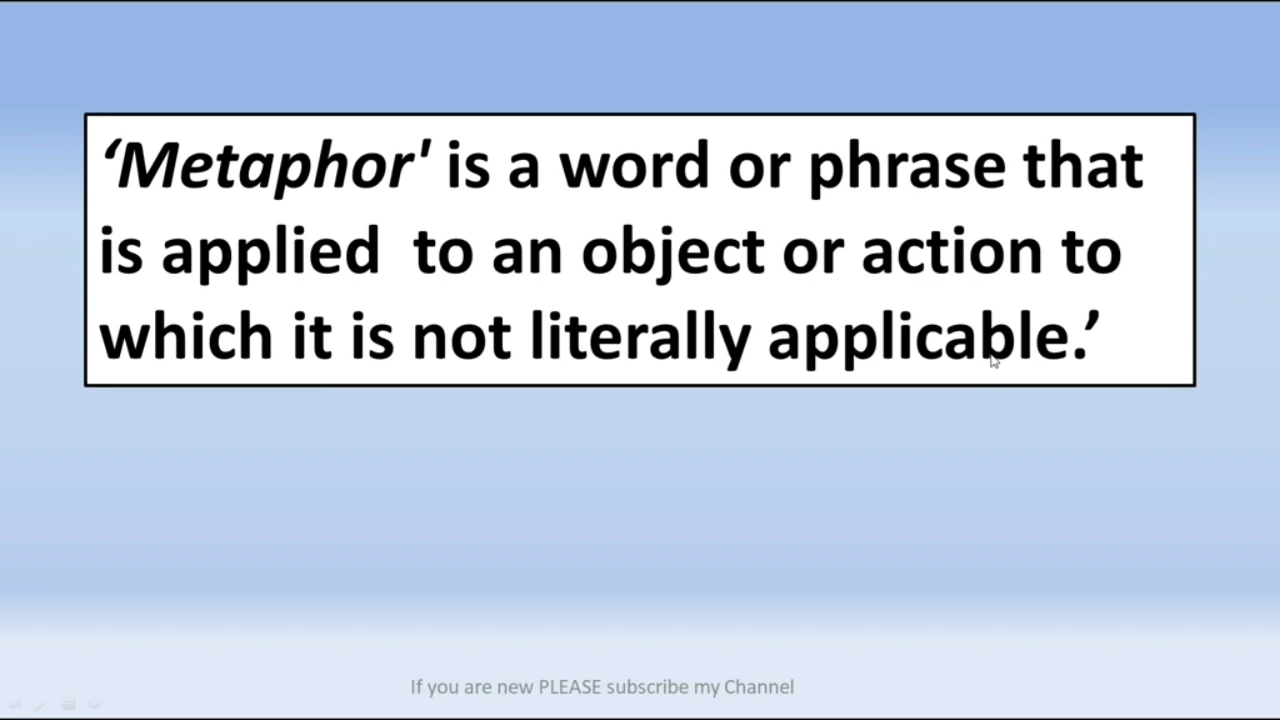 ‘Metaphor' is a word or phrase that
is applied  to an object or action to
which it is not literally applicable.’
If you are new PLEASE subscribe my Channel